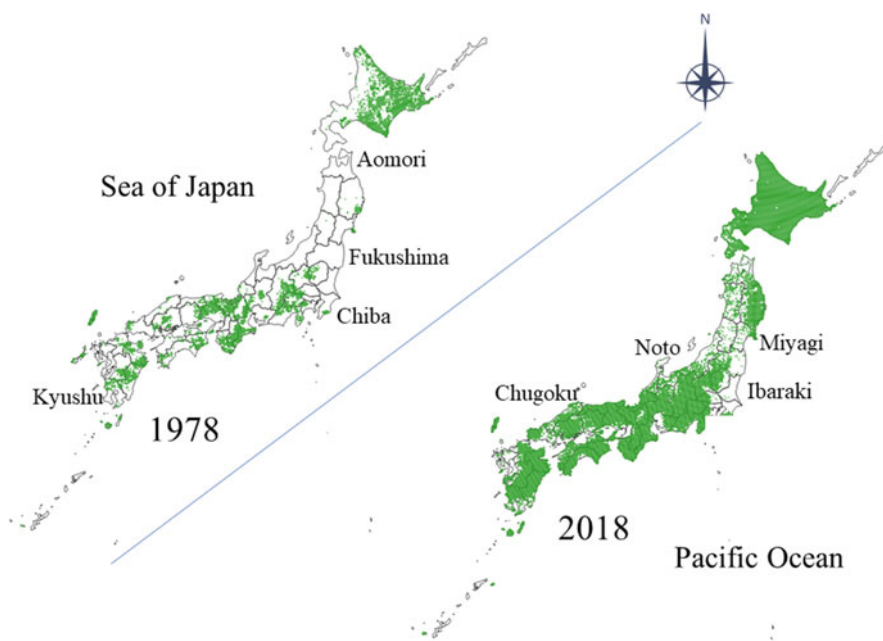 N
Aomori
Sea of Japan
Fukushima
Chiba
Kyushu
1978
Noto
Miyagi
Chugoku
Ibaraki
2018
Pacific Ocean